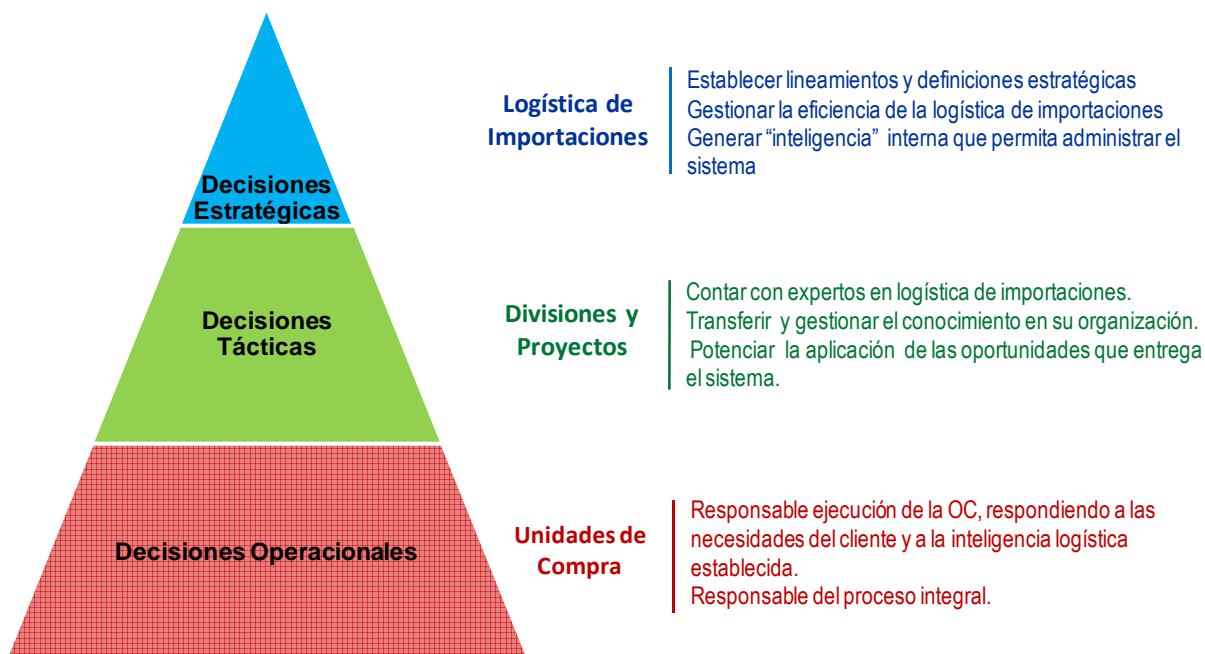 Decisiones
Estratégicas
Logística de
Importaciones
Establecer lineamientos y definiciones estratégicas
Gestionar la eficiencia de la logística de importaciones
Generar “inteligencia” interna que permita administrar el
sistema
Decisiones
Tácticas
Divisiones y
Proyectos
Contar con expertos en logística de importaciones.
Transferir y gestionar el conocimiento en su organización.
Potenciar la aplicación de las oportunidades que entrega
el sistema.
Decisiones Operacionales
Unidades de
Compra
Responsable ejecución de la OC, respondiendo a las
necesidades del cliente y a la inteligencia logística
establecida.
Responsable del proceso integral.